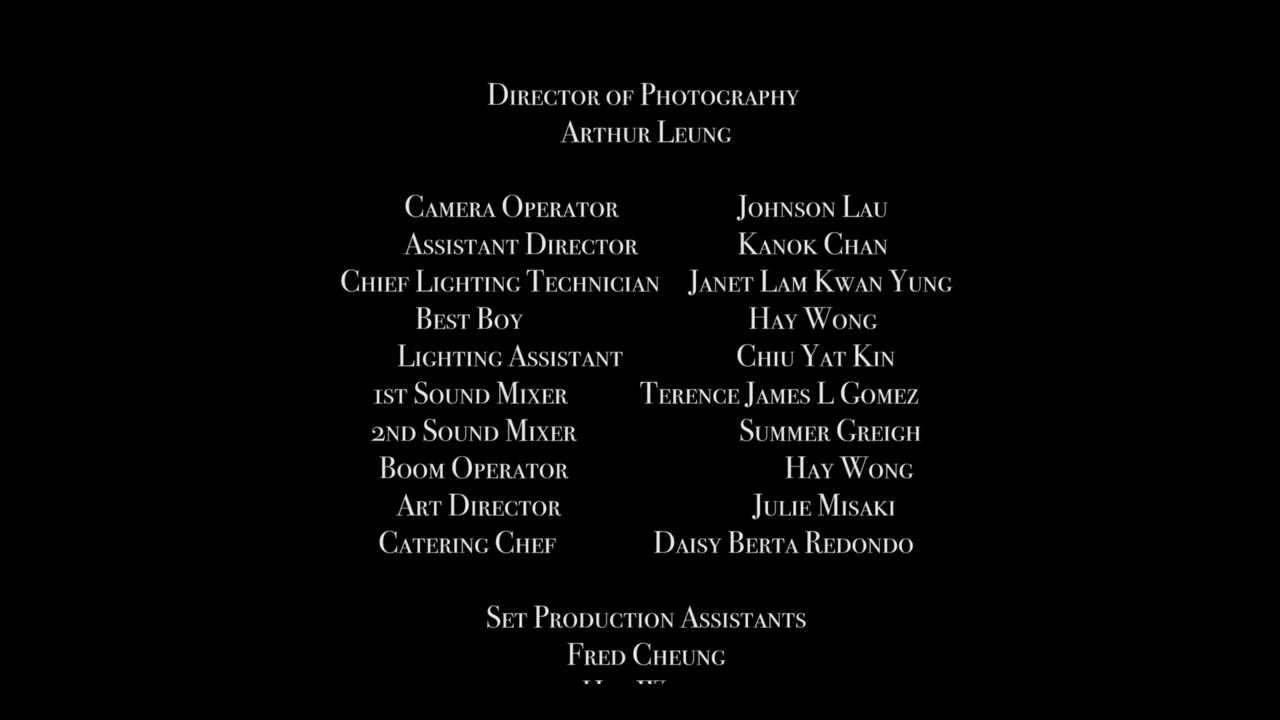 Director of Photography
Arthur Leung
Camera Operator Johnson Lau
Assistant Director Kanok Chan
Chief Lighting Technician Janet Lam Kwan Yung
Best Boy Hay Wong
Lighting Assistant Chiu Yat Kin
1st Sound Mixer Terence James L Gomez
2nd Sound Mixer Summer Greigh
Boom Operator Hay Wong
Art Director Julie Misaki
Catering Chef Daisy Berta Redondo
Set Production Assistants
Fred Cheung